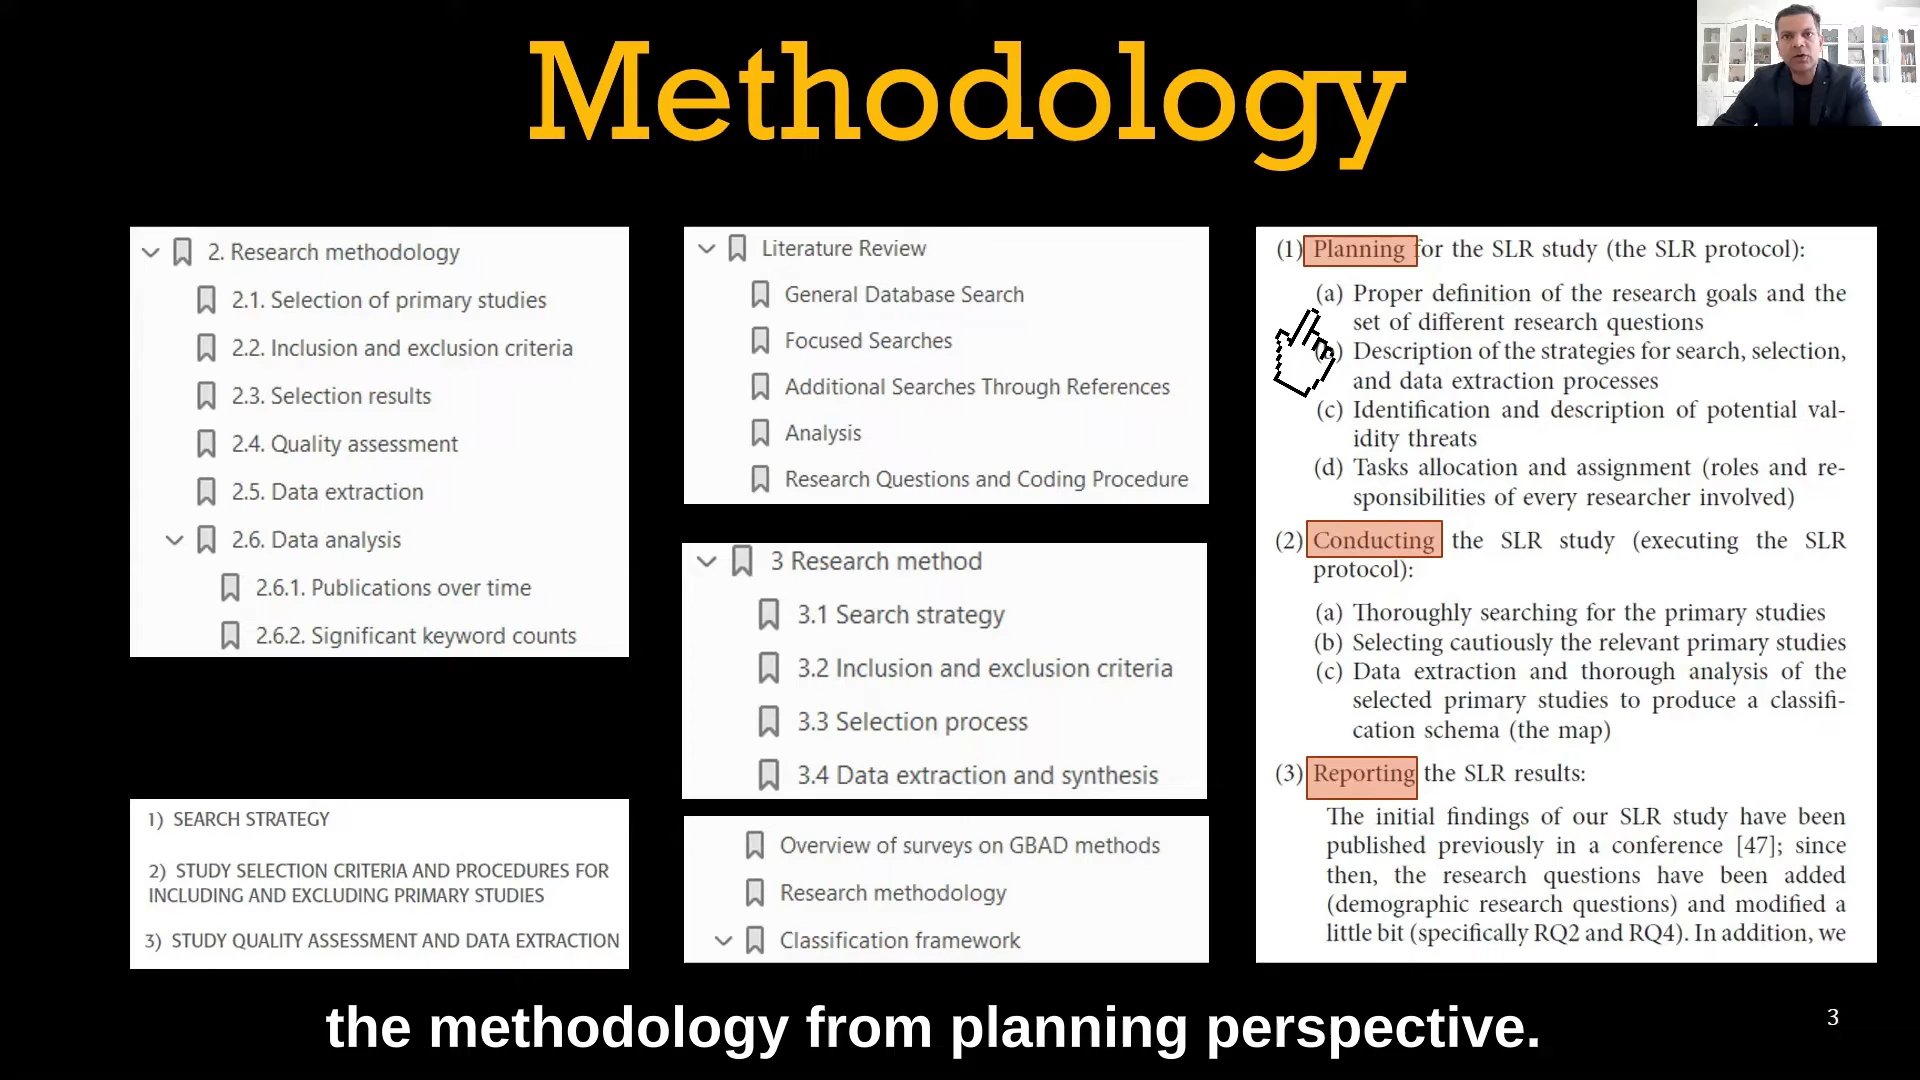 Methodology
2. Research methodology
2.1. Selection of primary studies
2.2. Inclusion and exclusion criteria
2.3. Selection results
2.4. Quality assessment
2.5. Data extraction
2.6. Data analysis
2.6.1. Publications over time
2.6.2. Significant keyword counts
1) SEARCH STRATEGY
2) STUDY SELECTION CRITERIA AND PROCEDURES FOR
INCLUDING AND EXCLUDING PRIMARY STUDIES
3) STUDY QUALITY ASSESSMENT AND DATA EXTRACTION
Literature Review
General Database Search
Focused Searches
Additional Searches Through References
Analysis
Research Questions and Coding Procedure
3 Research method
3.1 Search strategy
3.2 Inclusion and exclusion criteria
3.3 Selection process
3.4 Data extraction and synthesis
Overview of surveys on GBAD methods
Research methodology
Classification framework
(1) Planning for the SLR study (the SLR protocol):
(a) Proper definition of the research goals and the
set of different research questions
Description of the strategies for search, selection,
and data extraction processes
(c) Identification and description of potential val-
idity threats
(d) Tasks allocation and assignment (roles and re-
sponsibilities of every researcher involved)
(2) Conducting the SLR study (executing the SLR
protocol):
(a) Thoroughly searching for the primary studies
(b) Selecting cautiously the relevant primary studies
(c) Data extraction and thorough analysis of the
selected primary studies to produce a classifi-
cation schema (the map)
(3) Reporting the SLR results:
The initial findings of our SLR study have been
published previously in a conference [47]; since
then, the research questions have been added
(demographic research questions) and modified a
little bit (specifically RQ2 and RQ4). In addition, we
the methodology from planning perspective.
3